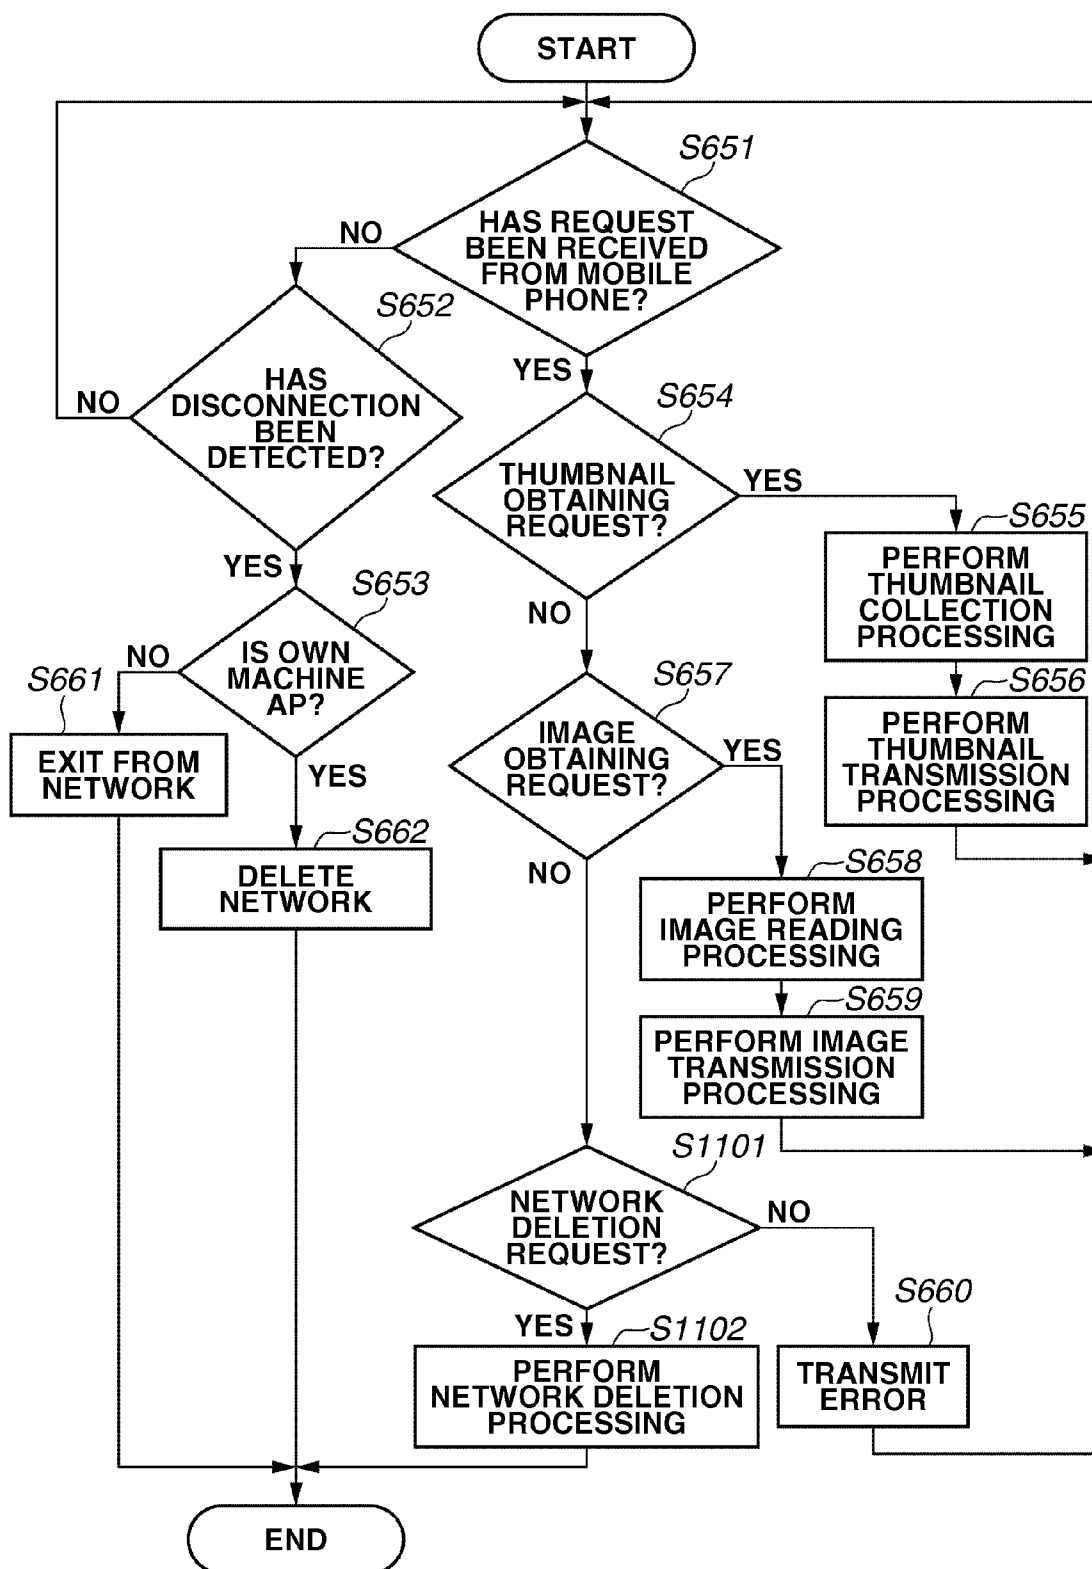 START
S651
HAS REQUEST
BEEN RECEIVED
FROM MOBILE
PHONE?
NO
YES
S652
HAS
DISCONNECTION
BEEN
DETECTED?
NO
YES
S654
THUMBNAIL
OBTAINING
REQUEST?
YES
NO
S655
PERFORM
THUMBNAIL
COLLECTION
PROCESSING
S653
IS OWN
MACHINE
AP?
NO
YES
S661
EXIT FROM
NETWORK
S657
IMAGE
OBTAINING
REQUEST?
YES
NO
S656
PERFORM
THUMBNAIL
TRANSMISSION
PROCESSING
S662
DELETE
NETWORK
S658
PERFORM
IMAGE READING
PROCESSING
S659
PERFORM IMAGE
TRANSMISSION
PROCESSING
S1101
NETWORK
DELETION
REQUEST?
NO
YES
S660
TRANSMIT
ERROR
S1102
PERFORM
NETWORK DELETION
PROCESSING
END